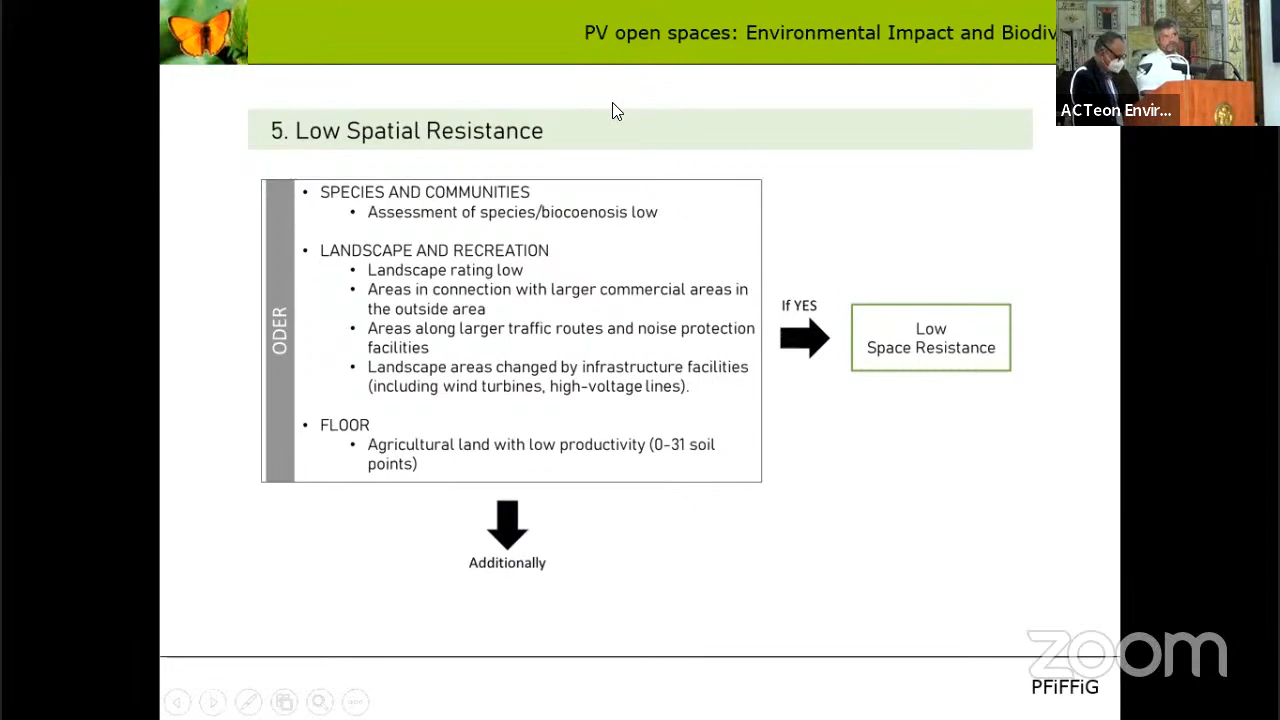 PV open spaces: Environmental Impact and Biodiv
ACTeon Envir...
5. Low Spatial Resistance
ODER
• SPECIES AND COMMUNITIES
• Assessment of species/biocoenosis low
• LANDSCAPE AND RECREATION
• Landscape rating low
• Areas in connection with larger commercial areas in
the outside area
• Areas along larger traffic routes and noise protection
facilities
• Landscape areas changed by infrastructure facilities
(including wind turbines, high-voltage lines).
• FLOOR
• Agricultural land with low productivity (0-31 soil
points)
If YES
Low
Space Resistance
Additionally
zoom
PFiFFiG